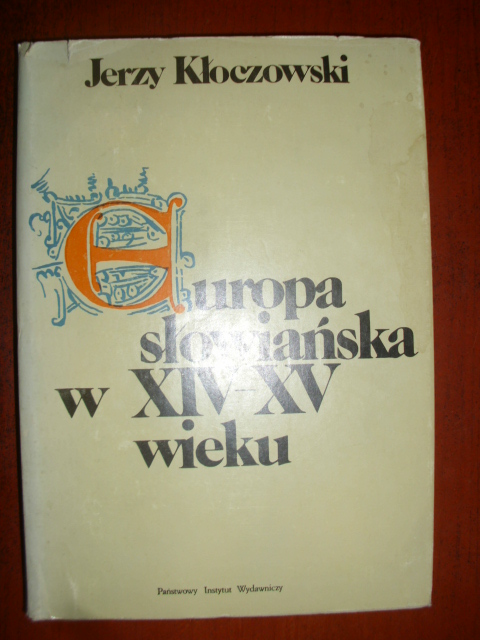 Jerzy Kłoczowski
Europa
słowiańska
w XIV-XV
wieku
Państwowy Instytut Wydawniczy